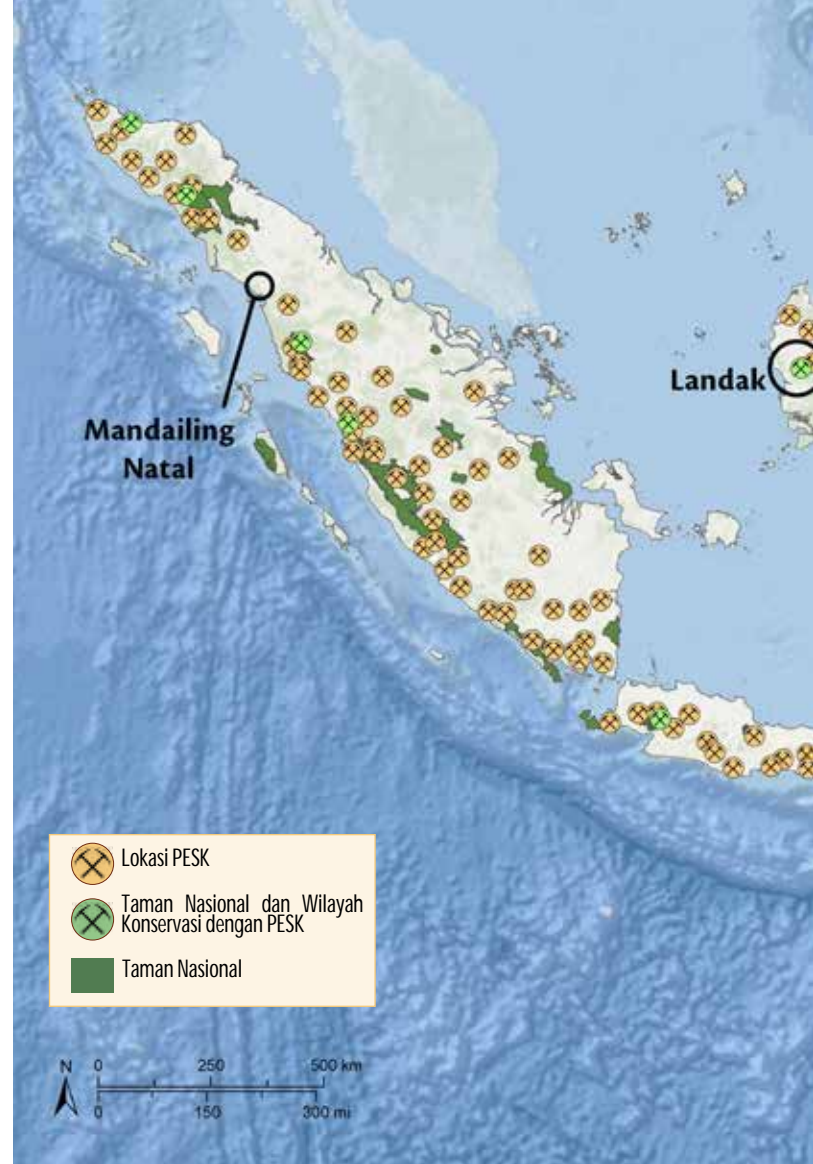 Landak
Mandailing
Natal
Lokasi PESK
Taman Nasional dan Wilayah
Konservasi dengan PESK
Taman Nasional
N 0 250 500 km
0 150 300 mi